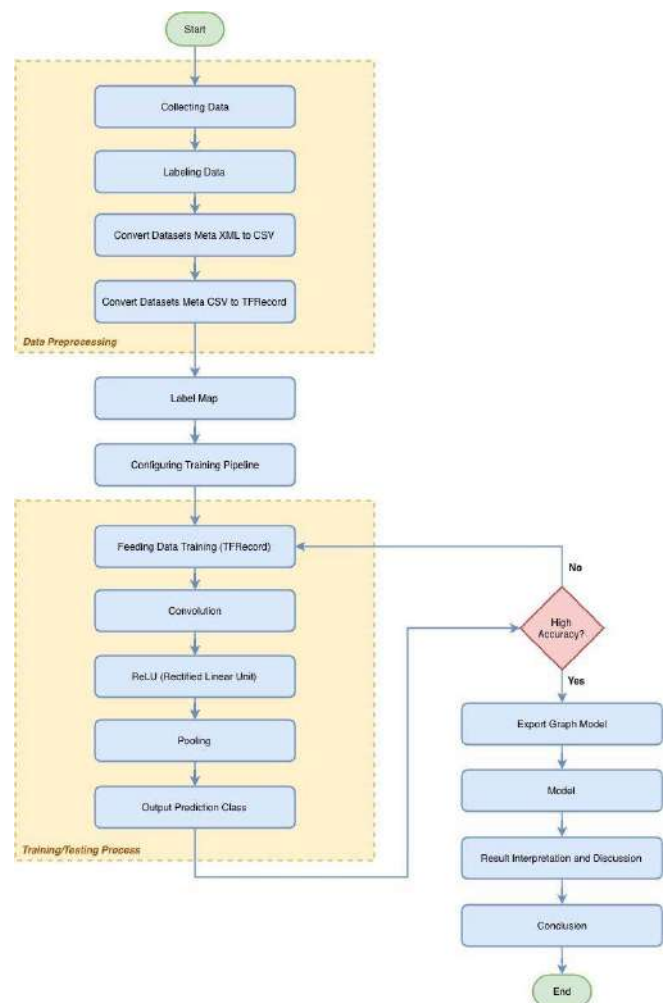 Start
Collecting Data
Labeling Data
Convert Datasets Meta XML to CSV
Convert Datasets Meta CSV to TFRecord
Data Preprocessing
Label Map
Configuring Training Pipeline
Feeding Data Training (TFRecord)
Convolution
ReLU (Rectified Linear Unit)
Pooling
Output Prediction Class
Training/Testing Process
No
High
Accuracy?
Yes
Export Graph Model
Model
Result Interpretation and Discussion
Conclusion
End